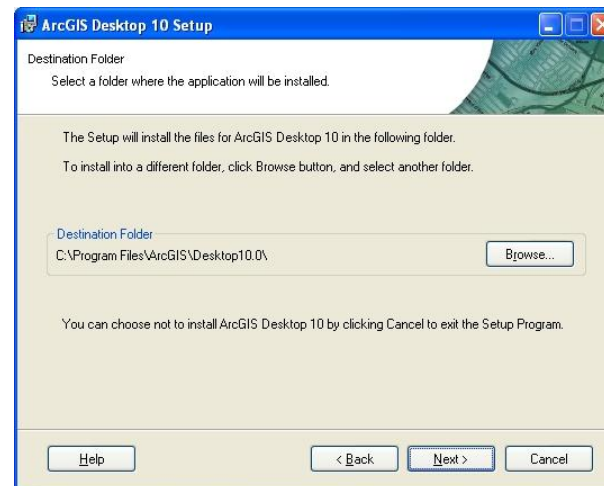 ArcGIS Desktop 10 Setup
Destination Folder
Select a folder where the application will be installed.
The Setup will install the files for ArcGIS Desktop 10 in the following folder.
To install into a different folder, click Browse button, and select another folder.
Destination Folder
C:\Program Files\ArcGIS\Desktop10.0\
Browse...
You can choose not to install ArcGIS Desktop 10 by clicking Cancel to exit the Setup Program.
Help
< Back
Next >
Cancel